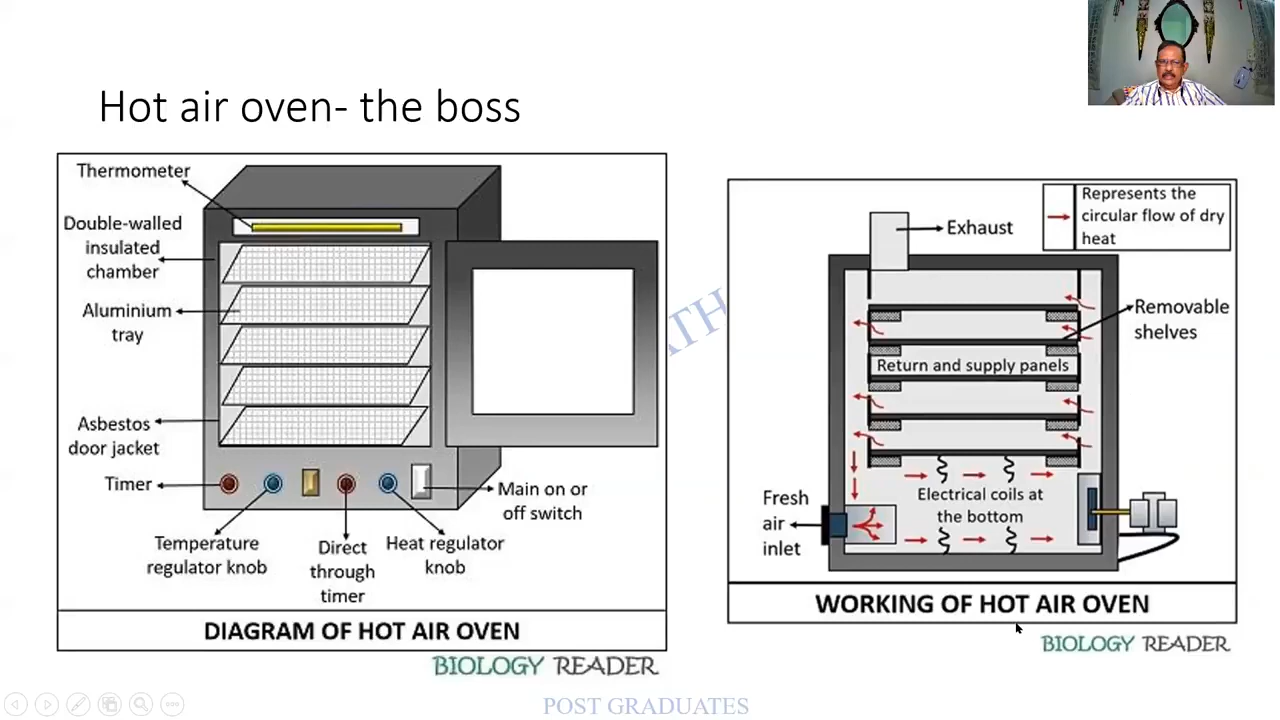 Hot air oven- the boss
Thermometer
Double-walled
insulated
chamber
Aluminium
tray
Asbestos
door jacket
Timer
Temperature
regulator knob
Direct
through
timer
Heat regulator
knob
Main on or
off switch
DIAGRAM OF HOT AIR OVEN
BIOLOGY READER
Represents the
circular flow of dry
heat
Exhaust
Removable
shelves
Return and supply panels
Electrical coils at
the bottom
Fresh
air
inlet
WORKING OF HOT AIR OVEN
BIOLOGY READER
POST GRADUATES